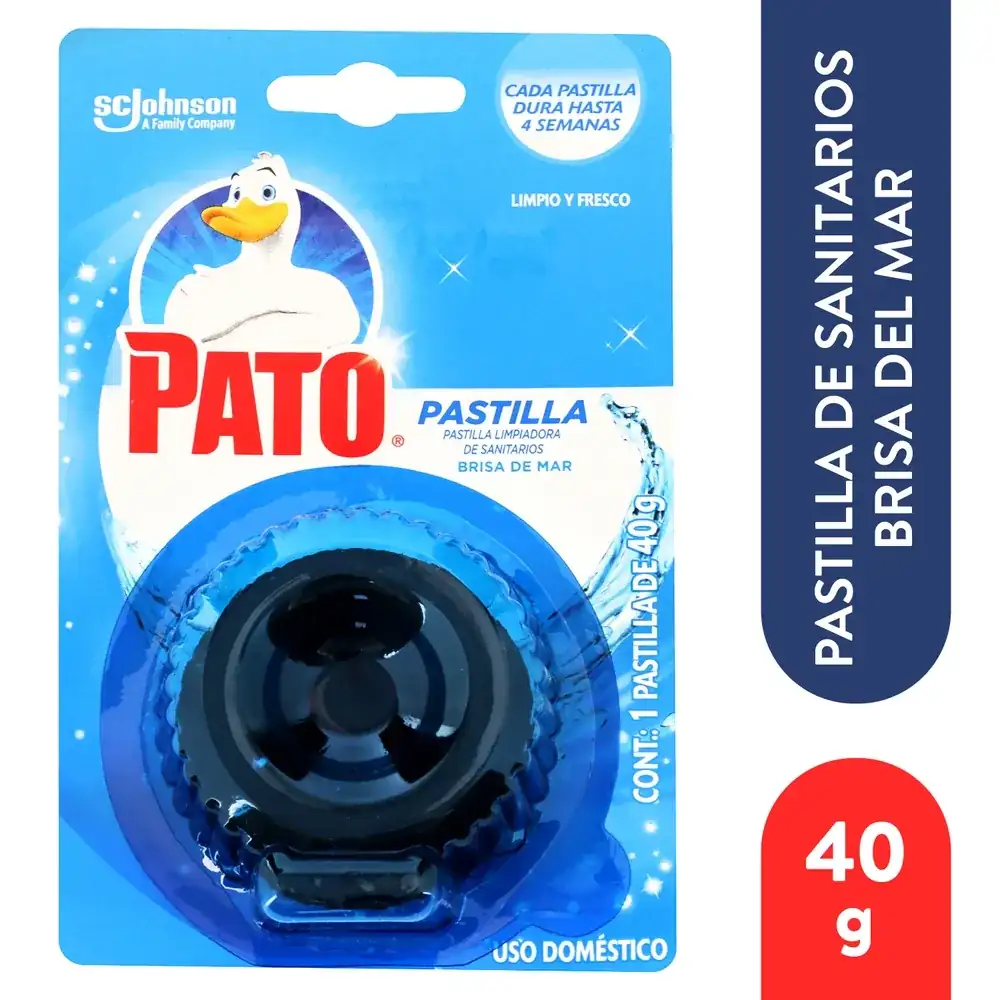 SCJohnson
A Family Company
CADA PASTILLA
DURA HASTA
4 SEMANAS
LIMPIO Y FRESCO
PATO®
PASTILLA
PASTILLA LIMPIADORA
DE SANITARIOS
BRISA DE MAR
CONT.: 1 PASTILLA DE 40 g
USO DOMÉSTICO
PASTILLA DE SANITARIOS
BRISA DEL MAR
40
g